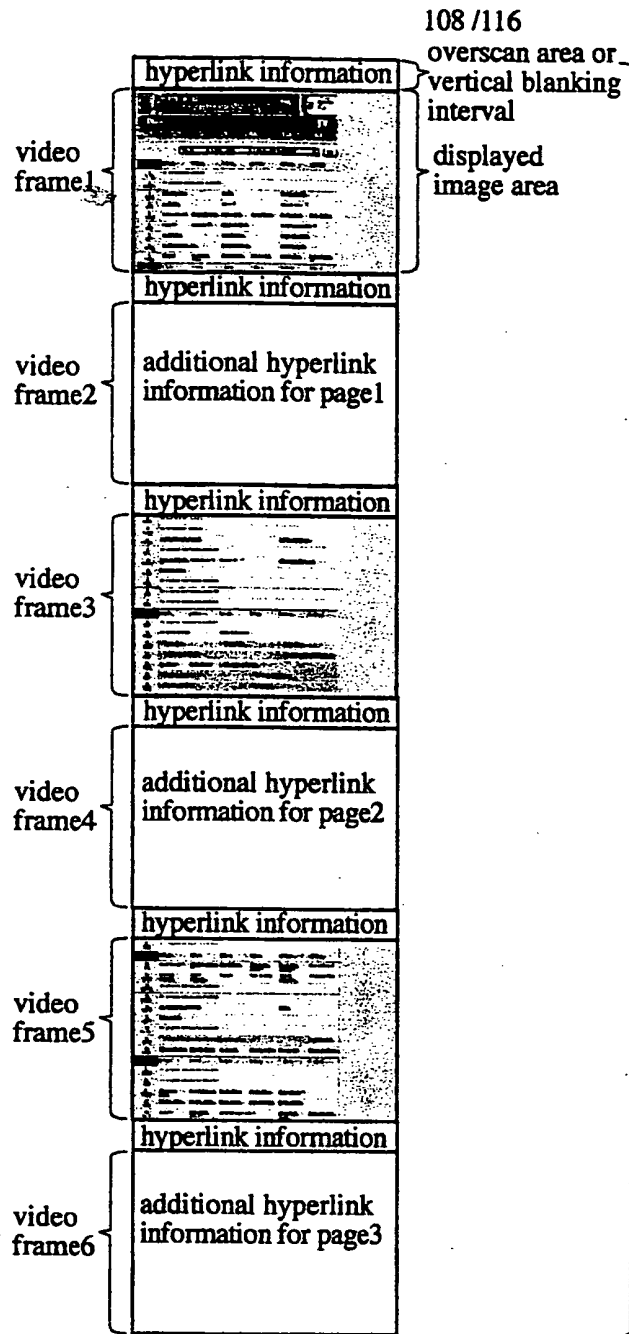 108 /116
overscan area or
vertical blanking
interval
hyperlink information
video
frame1
displayed
image area
hyperlink information
video
frame2
additional hyperlink
information for page1
hyperlink information
video
frame3
hyperlink information
video
frame4
additional hyperlink
information for page2
hyperlink information
video
frame5
hyperlink information
video
frame6
additional hyperlink
information for page3